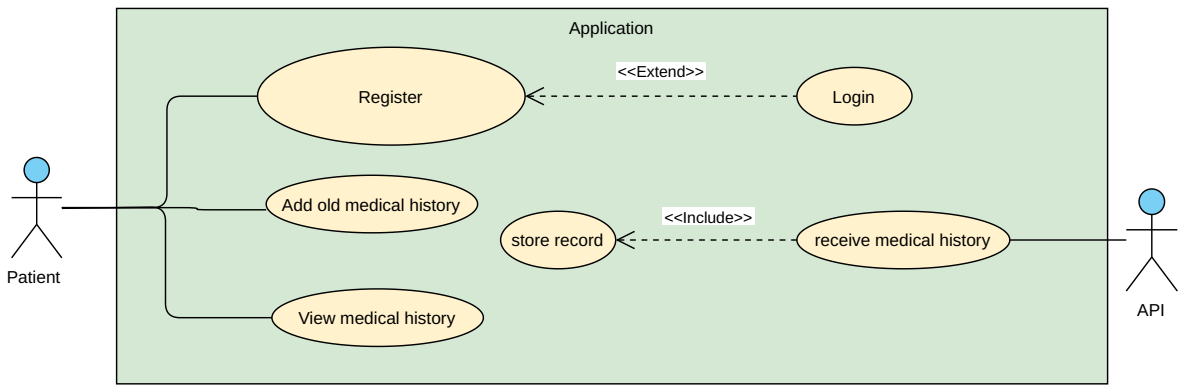 Application
<<Extend>>
Register
Login
Add old medical history
<<Include>>
store record
receive medical history
Patient
API
View medical history